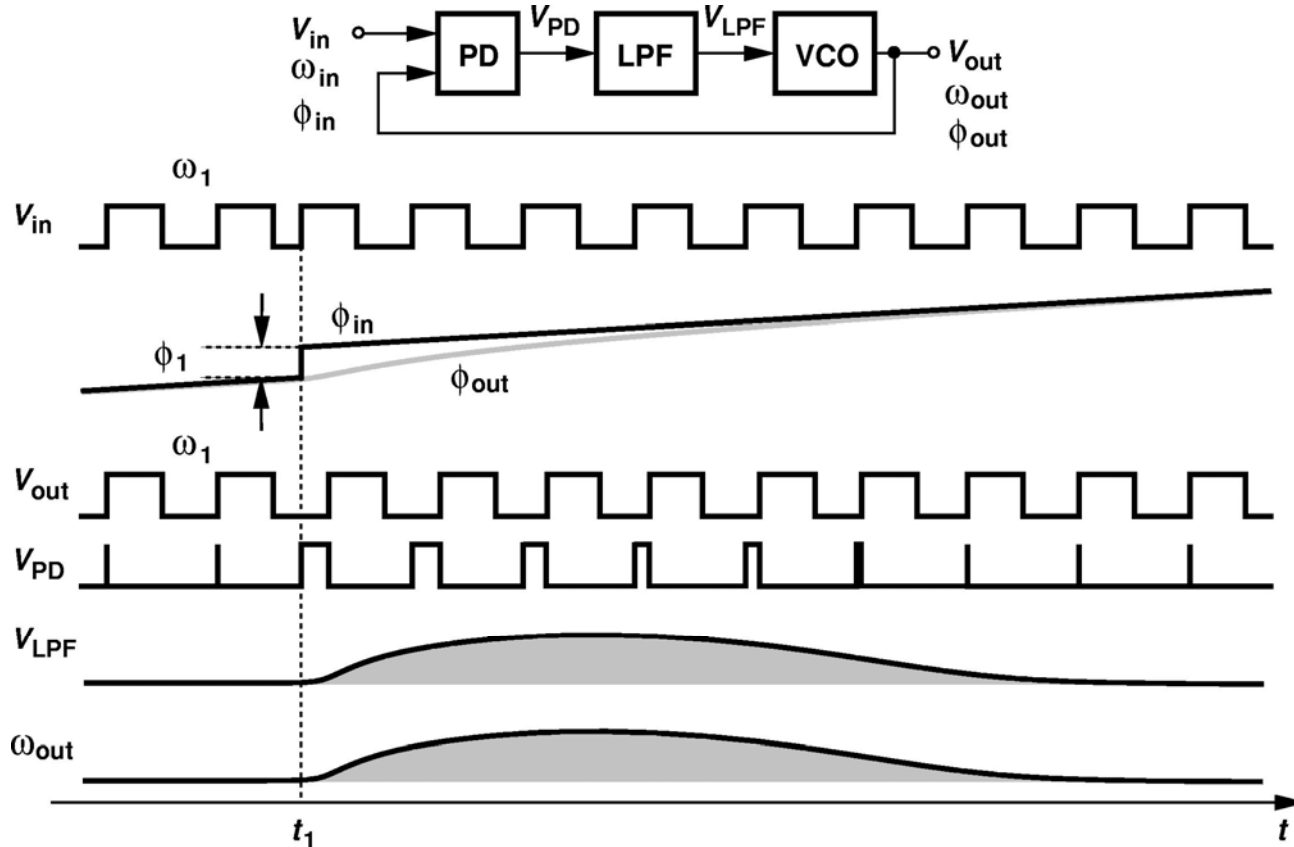 V_in V_PD V_LPF
PD LPF VCO V_out
ω_in ω_out
ϕ_in ϕ_out
ω_1
V_in
ϕ_in
ϕ_1
ϕ_out
ω_1
V_out
V_PD
V_LPF
ω_out
t_1 t